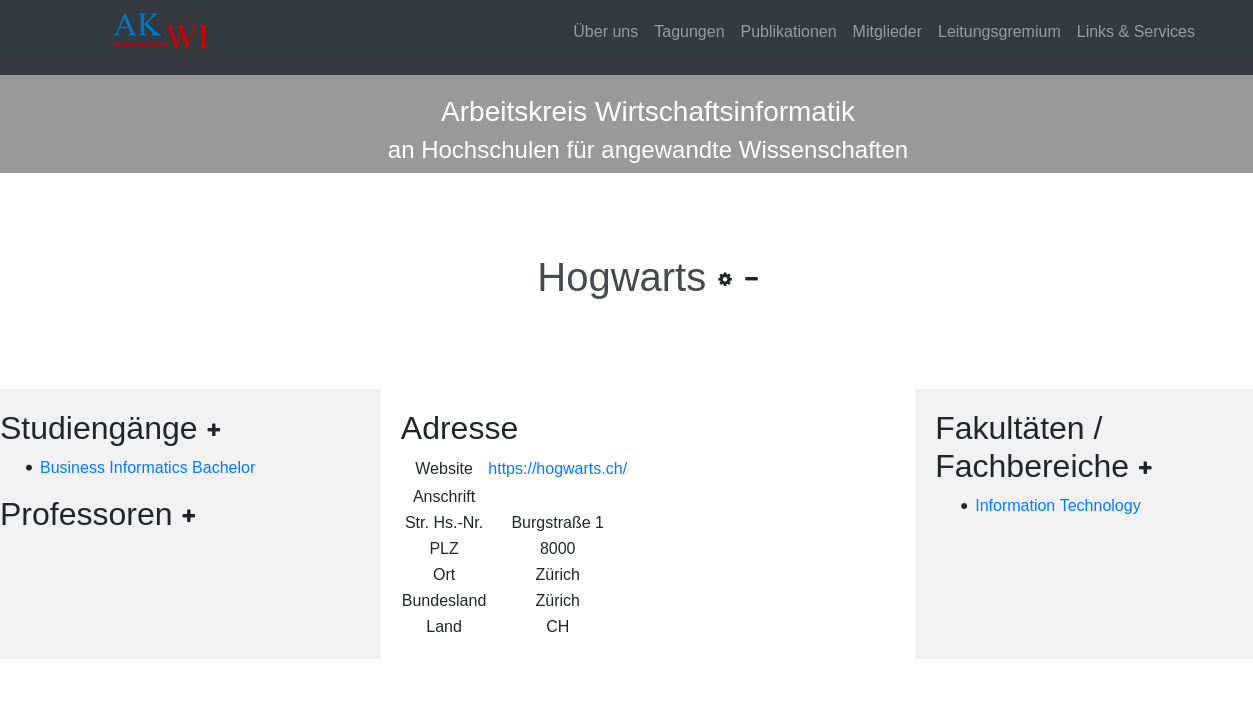 AK WI
Über uns Tagungen Publikationen Mitglieder Leitungsgremium Links & Services
Arbeitskreis Wirtschaftsinformatik
an Hochschulen für angewandte Wissenschaften
Hogwarts
Studiengänge
Business Informatics Bachelor
Professoren
Adresse
Website https://hogwarts.ch/
Anschrift
Str. Hs.-Nr. Burgstraße 1
PLZ 8000
Ort Zürich
Bundesland Zürich
Land CH
Fakultäten /
Fachbereiche
Information Technology